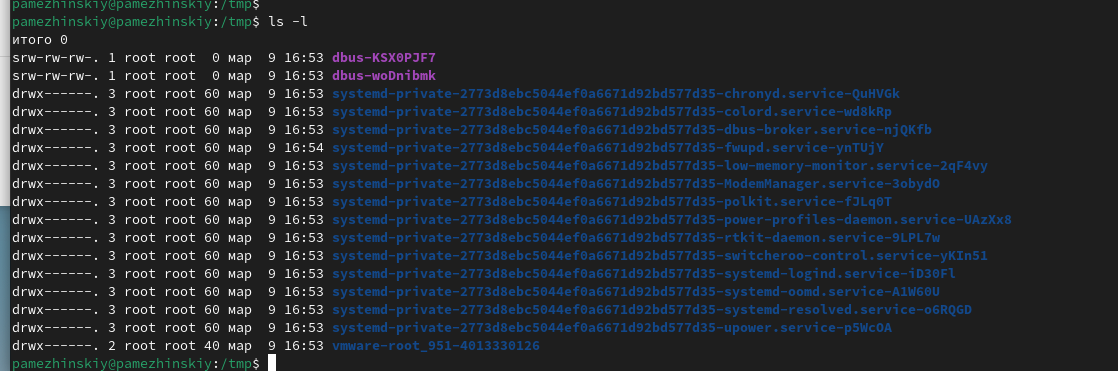 pamezhinskiy@pamezhinskiy:/tmp$
pamezhinskiy@pamezhinskiy:/tmp$ ls -l
итого 0
srw-rw-rw-. 1 root root  0 мар  9 16:53 dbus-KSX0PJF7
srw-rw-rw-. 1 root root  0 мар  9 16:53 dbus-woDnibmk
drwx------. 3 root root 60 мар  9 16:53 systemd-private-2773d8ebc5044ef0a6671d92bd577d35-chronyd.service-QuHVGk
drwx------. 3 root root 60 мар  9 16:53 systemd-private-2773d8ebc5044ef0a6671d92bd577d35-colord.service-wd8kRp
drwx------. 3 root root 60 мар  9 16:53 systemd-private-2773d8ebc5044ef0a6671d92bd577d35-dbus-broker.service-njQKfb
drwx------. 3 root root 60 мар  9 16:54 systemd-private-2773d8ebc5044ef0a6671d92bd577d35-fwupd.service-ynTUjY
drwx------. 3 root root 60 мар  9 16:53 systemd-private-2773d8ebc5044ef0a6671d92bd577d35-low-memory-monitor.service-2qF4vy
drwx------. 3 root root 60 мар  9 16:53 systemd-private-2773d8ebc5044ef0a6671d92bd577d35-ModemManager.service-3obydO
drwx------. 3 root root 60 мар  9 16:53 systemd-private-2773d8ebc5044ef0a6671d92bd577d35-polkit.service-fJLq0T
drwx------. 3 root root 60 мар  9 16:53 systemd-private-2773d8ebc5044ef0a6671d92bd577d35-power-profiles-daemon.service-UAzXx8
drwx------. 3 root root 60 мар  9 16:53 systemd-private-2773d8ebc5044ef0a6671d92bd577d35-rtkit-daemon.service-9LPL7w
drwx------. 3 root root 60 мар  9 16:53 systemd-private-2773d8ebc5044ef0a6671d92bd577d35-switcheroo-control.service-yKIn51
drwx------. 3 root root 60 мар  9 16:53 systemd-private-2773d8ebc5044ef0a6671d92bd577d35-systemd-logind.service-iD30Fl
drwx------. 3 root root 60 мар  9 16:53 systemd-private-2773d8ebc5044ef0a6671d92bd577d35-systemd-oomd.service-A1W60U
drwx------. 3 root root 60 мар  9 16:53 systemd-private-2773d8ebc5044ef0a6671d92bd577d35-systemd-resolved.service-o6RQGD
drwx------. 3 root root 60 мар  9 16:53 systemd-private-2773d8ebc5044ef0a6671d92bd577d35-upower.service-p5WcOA
drwx------. 2 root root 40 мар  9 16:53 vmware-root_951-4013330126
pamezhinskiy@pamezhinskiy:/tmp$